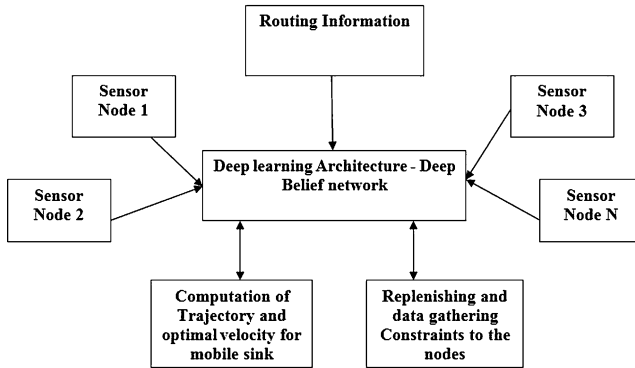 Routing Information
Sensor
Node 1
Sensor
Node 3
Deep learning Architecture - Deep
Belief network
Sensor
Node 2
Sensor
Node N
Computation of
Trajectory and
optimal velocity for
mobile sink
Replenishing and
data gathering
Constraints to the
nodes